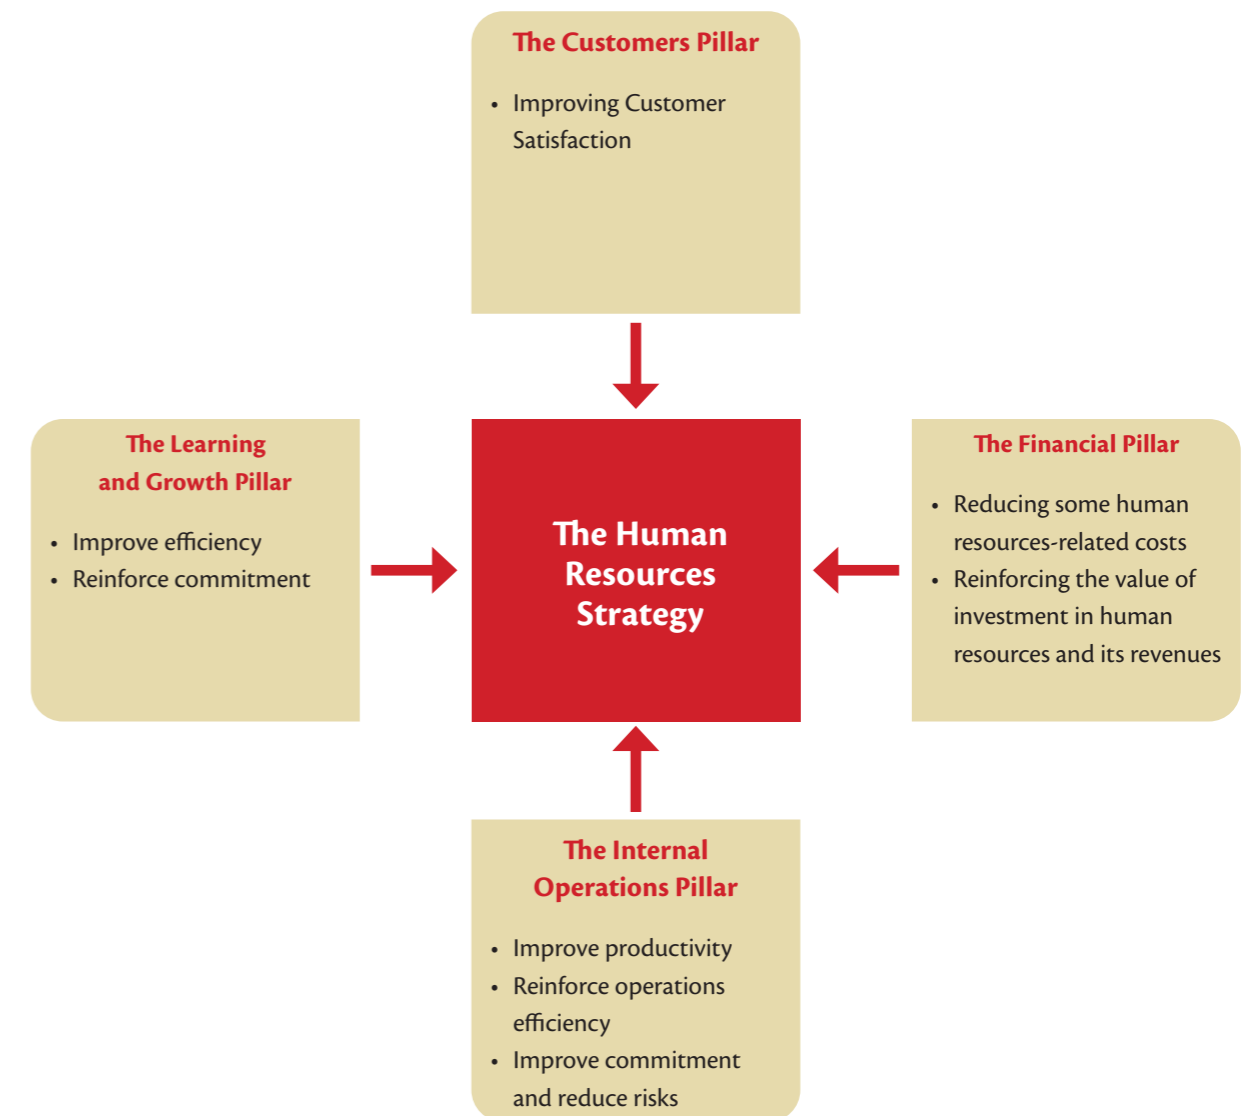 The Customers Pillar
• Improving Customer
Satisfaction
The Learning
and Growth Pillar
• Improve efficiency
• Reinforce commitment
The Human
Resources
Strategy
The Financial Pillar
• Reducing some human
resources-related costs
• Reinforcing the value of
investment in human
resources and its revenues
The Internal
Operations Pillar
• Improve productivity
• Reinforce operations
efficiency
• Improve commitment
and reduce risks